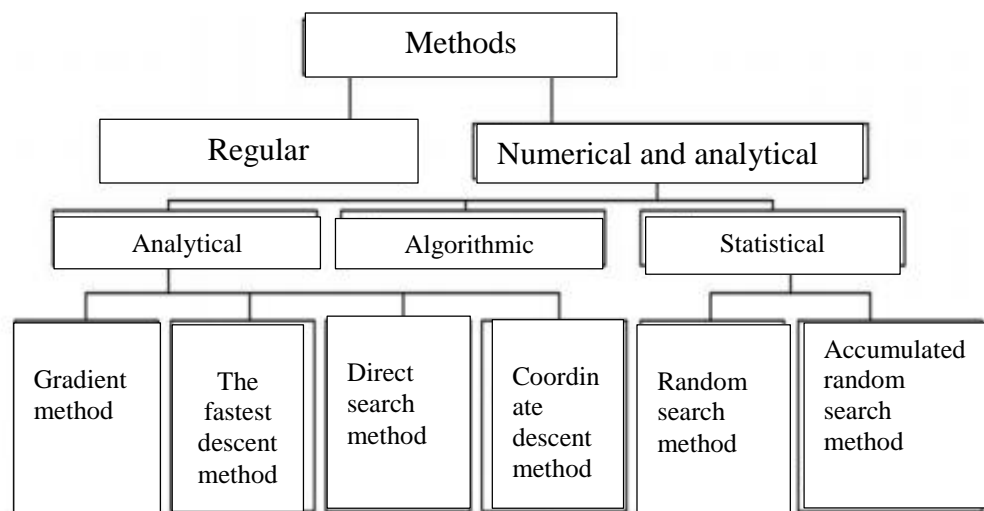 Methods
Regular
Numerical and analytical
Analytical
Algorithmic
Statistical
Gradient
method
The
fastest
descent
method
Direct
search
method
Coordin
ate
descent
method
Random
search
method
Accumulated
random
search
method